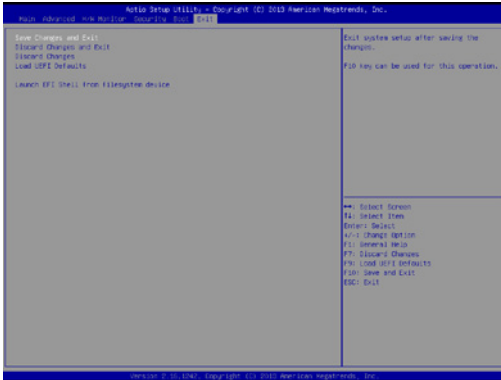 Aptio Setup Utility - Copyright (C) 2013 American Megatrends, Inc.
Main Advanced H/W Monitor Security Boot Exit
Save Changes and Exit
Discard Changes and Exit
Discard Changes
Load UEFI Defaults
Launch EFI Shell from filesystem device
Exit system setup after saving the
changes.
F10 key can be used for this operation.
↔: Select Screen
↑↓: Select Item
Enter: Select
+/-: Change Option
F1: General Help
F7: Discard Changes
F9: Load UEFI Defaults
F10: Save and Exit
ESC: Exit
Version 2.16.1242. Copyright (C) 2013 American Megatrends, Inc.